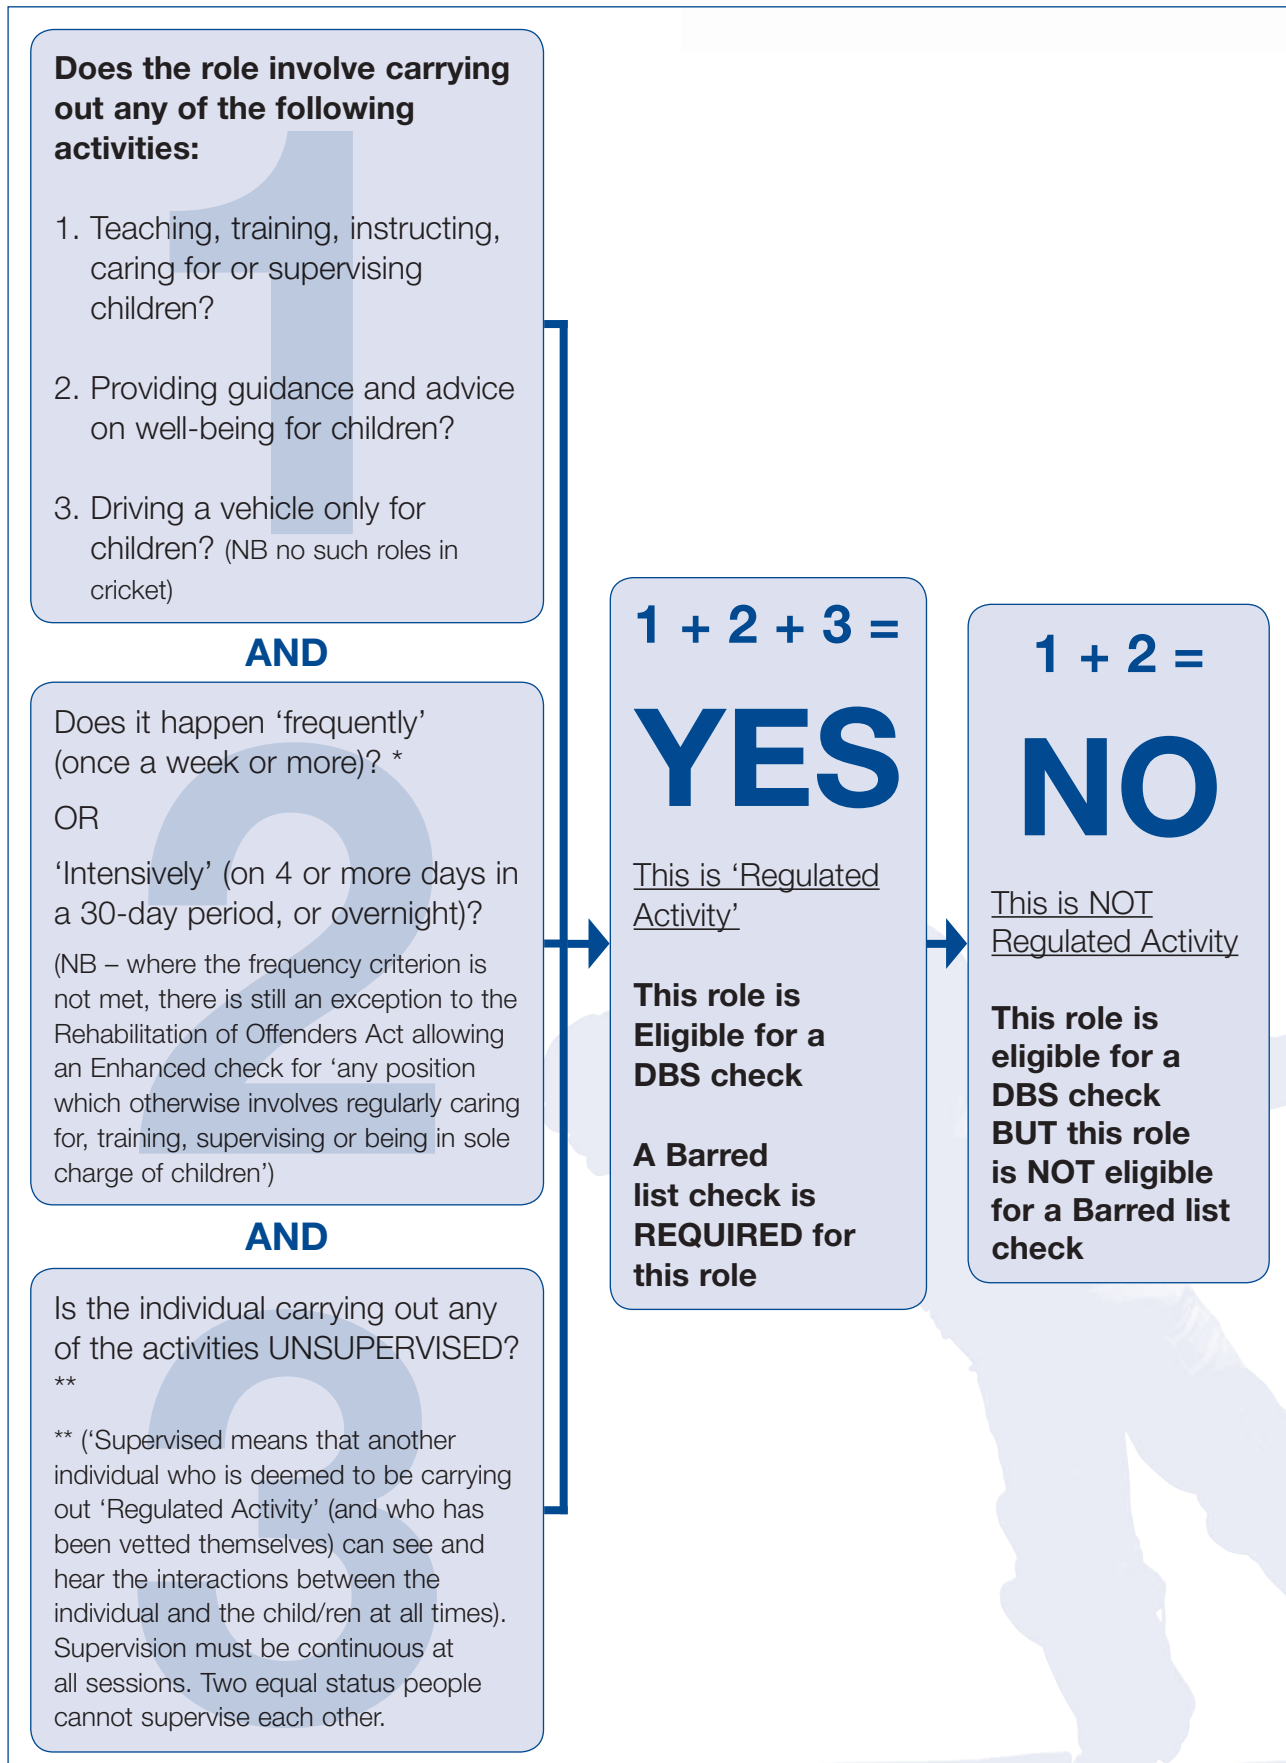 Does the role involve carrying
out any of the following
activities:
1. Teaching, training, instructing,
caring for or supervising
children?
2. Providing guidance and advice
on well-being for children?
3. Driving a vehicle only for
children? (NB no such roles in
cricket)
AND
Does it happen ‘frequently’
(once a week or more)? *
OR
‘Intensively’ (on 4 or more days in
a 30-day period, or overnight)?
(NB – where the frequency criterion is
not met, there is still an exception to the
Rehabilitation of Offenders Act allowing
an Enhanced check for ‘any position
which otherwise involves regularly caring
for, training, supervising or being in sole
charge of children’)
AND
Is the individual carrying out any
of the activities UNSUPERVISED?
**
** (‘Supervised means that another
individual who is deemed to be carrying
out ‘Regulated Activity’ (and who has
been vetted themselves) can see and
hear the interactions between the
individual and the child/ren at all times).
Supervision must be continuous at
all sessions. Two equal status people
cannot supervise each other.
1
2
3
1 + 2 + 3 =
YES
This is ‘Regulated
Activity’
This role is
Eligible for a
DBS check
A Barred
list check is
REQUIRED for
this role
1 + 2 =
NO
This is NOT
Regulated Activity
This role is
eligible for a
DBS check
BUT this role
is NOT eligible
for a Barred list
check